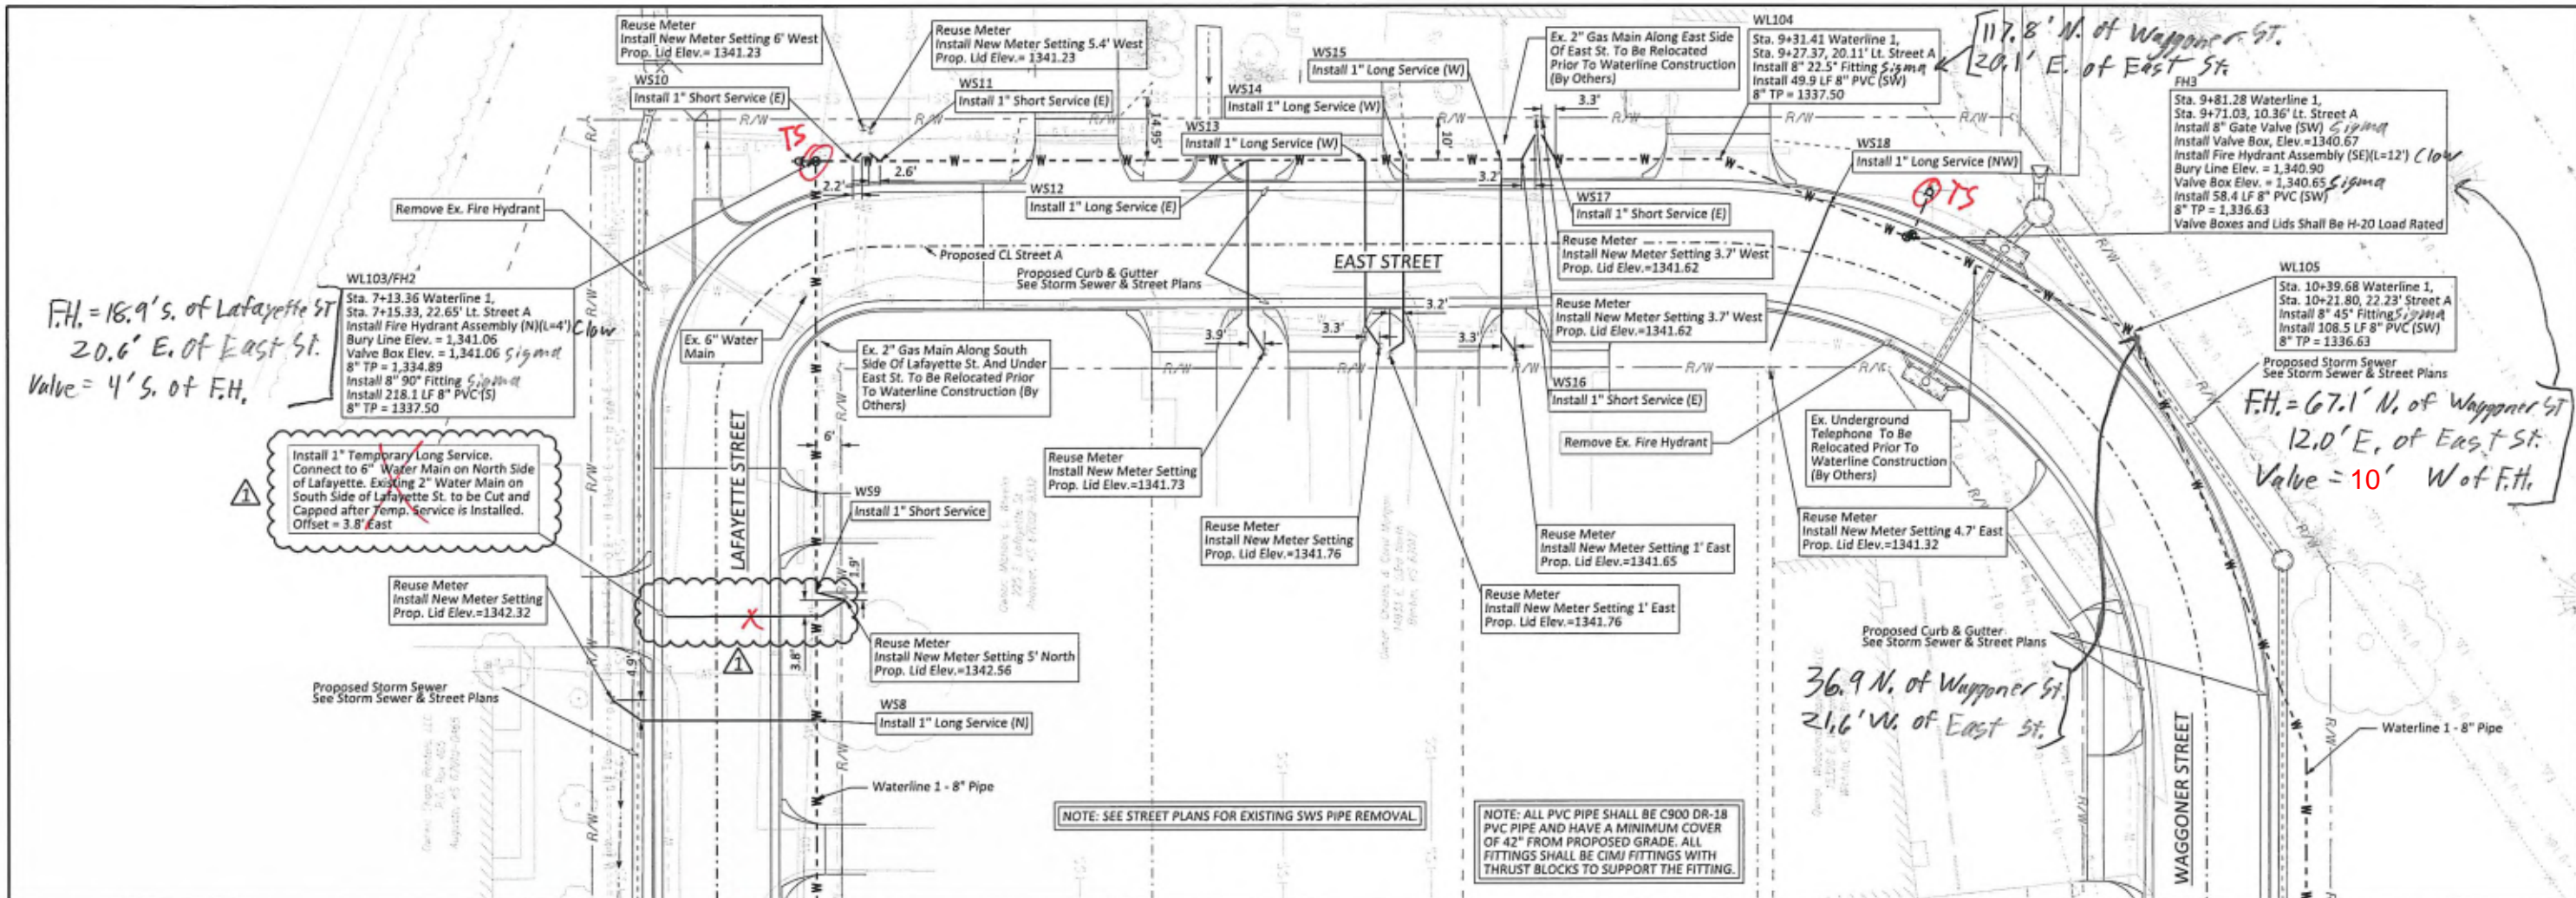 Reuse Meter
Install New Meter Setting 6' West
Prop. Lid Elev.= 1341.23
Reuse Meter
Install New Meter Setting 5.4' West
Prop. Lid Elev.= 1341.23
WS10
Install 1" Short Service (E)
WS11
Install 1" Short Service (E)
TS
R/W
2.2'
2.6'
14.95'
WS12
Install 1" Long Service (E)
WS13
Install 1" Long Service (W)
WS14
Install 1" Long Service (W)
WS15
Install 1" Long Service (W)
10'
3.2'
3.3'
Ex. 2" Gas Main Along East Side
Of East St. To Be Relocated
Prior To Waterline Construction
(By Others)
WL104
Sta. 9+31.41 Waterline 1,
Sta. 9+27.37, 20.11' Lt. Street A
Install 8" 22.5° Fitting Sigma
Install 49.9 LF 8" PVC (SW)
8" TP = 1337.50
117.8' N. of Waggoner St.
20.1' E. of East St.
FH3
Sta. 9+81.28 Waterline 1,
Sta. 9+71.03, 10.36' Lt. Street A
Install 8" Gate Valve (SW) Sigma
Install Valve Box, Elev.=1340.67
Install Fire Hydrant Assembly (SE)(L=12') Clow
Bury Line Elev. = 1,340.90
Valve Box Elev. = 1,340.65 Sigma
Install 58.4 LF 8" PVC (SW)
8" TP = 1,336.63
Valve Boxes and Lids Shall Be H-20 Load Rated
WS18
Install 1" Long Service (NW)
TS
WS17
Install 1" Short Service (E)
Reuse Meter
Install New Meter Setting 3.7' West
Prop. Lid Elev.=1341.62
Reuse Meter
Install New Meter Setting 3.7' West
Prop. Lid Elev.=1341.62
WS16
Install 1" Short Service (E)
Remove Ex. Fire Hydrant
Proposed CL Street A
Proposed Curb & Gutter
See Storm Sewer & Street Plans
EAST STREET
WL103/FH2
Sta. 7+13.36 Waterline 1,
Sta. 7+15.33, 22.65' Lt. Street A
Install Fire Hydrant Assembly (N)(L=4') Clow
Bury Line Elev. = 1,341.06
Valve Box Elev. = 1,341.06 Sigma
8" TP = 1,334.89
Install 8" 90° Fitting Sigma
Install 218.1 LF 8" PVC (S)
8" TP = 1337.50
F.H. = 18.9' S. of Lafayette ST
20.6' E. of East St.
Valve = 4' S. of F.H.
Ex. 6" Water
Main
Ex. 2" Gas Main Along South
Side Of Lafayette St. And Under
East St. To Be Relocated Prior
To Waterline Construction (By
Others)
3.9'
3.3'
3.2'
3.3'
WL105
Sta. 10+39.68 Waterline 1,
Sta. 10+21.80, 22.23' Street A
Install 8" 45° Fitting Sigma
Install 108.5 LF 8" PVC (SW)
8" TP = 1336.63
Proposed Storm Sewer
See Storm Sewer & Street Plans
F.H. = 67.1' N. of Waggoner ST
12.0' E. of East St.
Valve = 10' W of F.H.
Remove Ex. Fire Hydrant
Ex. Underground
Telephone To Be
Relocated Prior To
Waterline Construction
(By Others)
Install 1" Temporary Long Service.
Connect to 6" Water Main on North Side
of Lafayette. Existing 2" Water Main on
South Side of Lafayette St. to be Cut and
Capped after Temp. Service is Installed.
Offset = 3.8' East
1
LAFAYETTE STREET
6'
WS9
Install 1" Short Service
Reuse Meter
Install New Meter Setting
Prop. Lid Elev.=1341.73
Reuse Meter
Install New Meter Setting
Prop. Lid Elev.=1341.76
Reuse Meter
Install New Meter Setting 1' East
Prop. Lid Elev.=1341.65
Reuse Meter
Install New Meter Setting 1' East
Prop. Lid Elev.=1341.76
Reuse Meter
Install New Meter Setting 4.7' East
Prop. Lid Elev.=1341.32
Reuse Meter
Install New Meter Setting
Prop. Lid Elev.=1342.32
1.9'
3.8'
4.9'
X
1
Reuse Meter
Install New Meter Setting 5' North
Prop. Lid Elev.=1342.56
WS8
Install 1" Long Service (N)
Proposed Storm Sewer
See Storm Sewer & Street Plans
Proposed Curb & Gutter
See Storm Sewer & Street Plans
36.9 N. of Waggoner St.
21.6' W. of East St.
WAGGONER STREET
Waterline 1 - 8" Pipe
Waterline 1 - 8" Pipe
NOTE: SEE STREET PLANS FOR EXISTING SWS PIPE REMOVAL.
NOTE: ALL PVC PIPE SHALL BE C900 DR-18
PVC PIPE AND HAVE A MINIMUM COVER
OF 42" FROM PROPOSED GRADE. ALL
FITTINGS SHALL BE CIMJ FITTINGS WITH
THRUST BLOCKS TO SUPPORT THE FITTING.